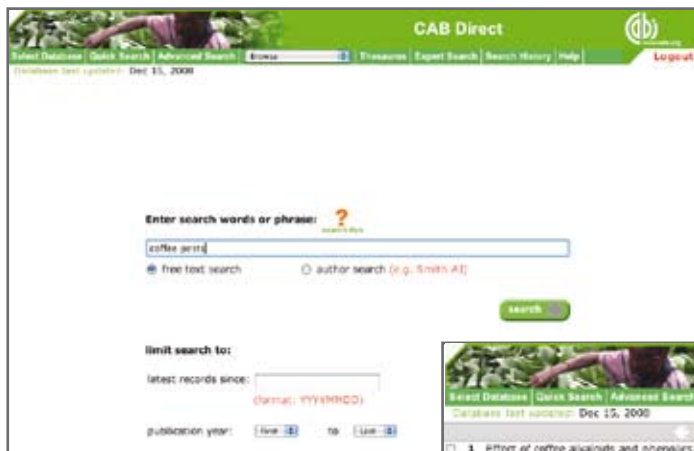 CAB Direct
Select Database Quick Search Advanced Search Browse Thesaurus Expert Search Search History Help Logout
Database last updated: Dec 15, 2008
Enter search words or phrase: ?
search tips
coffee pests
free text search author search (e.g. Smith AJ)
search
limit search to:
latest records since:
(format: YYYYMMDD)
publication year: to
Select Database Quick Search Advanced Search
Database last updated: Dec 15, 2008
1 Effect of coffee alkaloids and phenolics